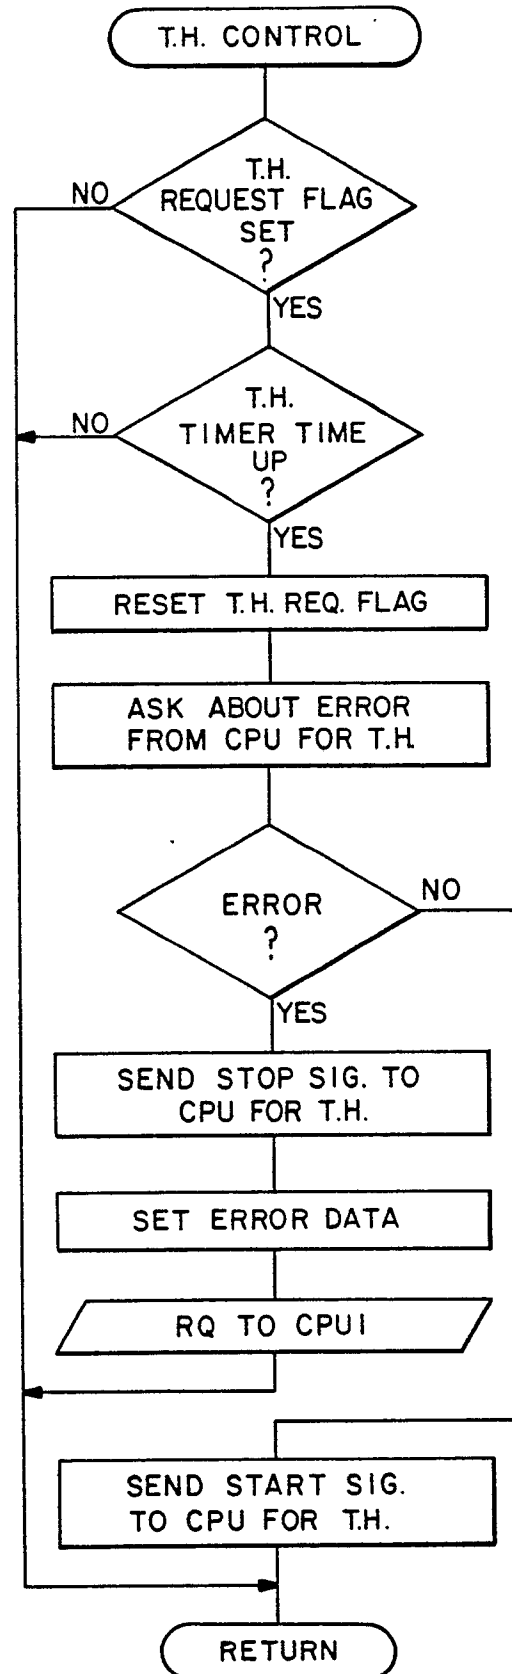 T.H. CONTROL
T.H.
REQUEST FLAG
SET
?
NO
YES
T.H.
TIMER TIME
UP
?
NO
YES
RESET T.H. REQ. FLAG
ASK ABOUT ERROR
FROM CPU FOR T.H.
ERROR
?
NO
YES
SEND STOP SIG. TO
CPU FOR T.H.
SET ERROR DATA
RQ TO CPU1
SEND START SIG.
TO CPU FOR T.H.
RETURN